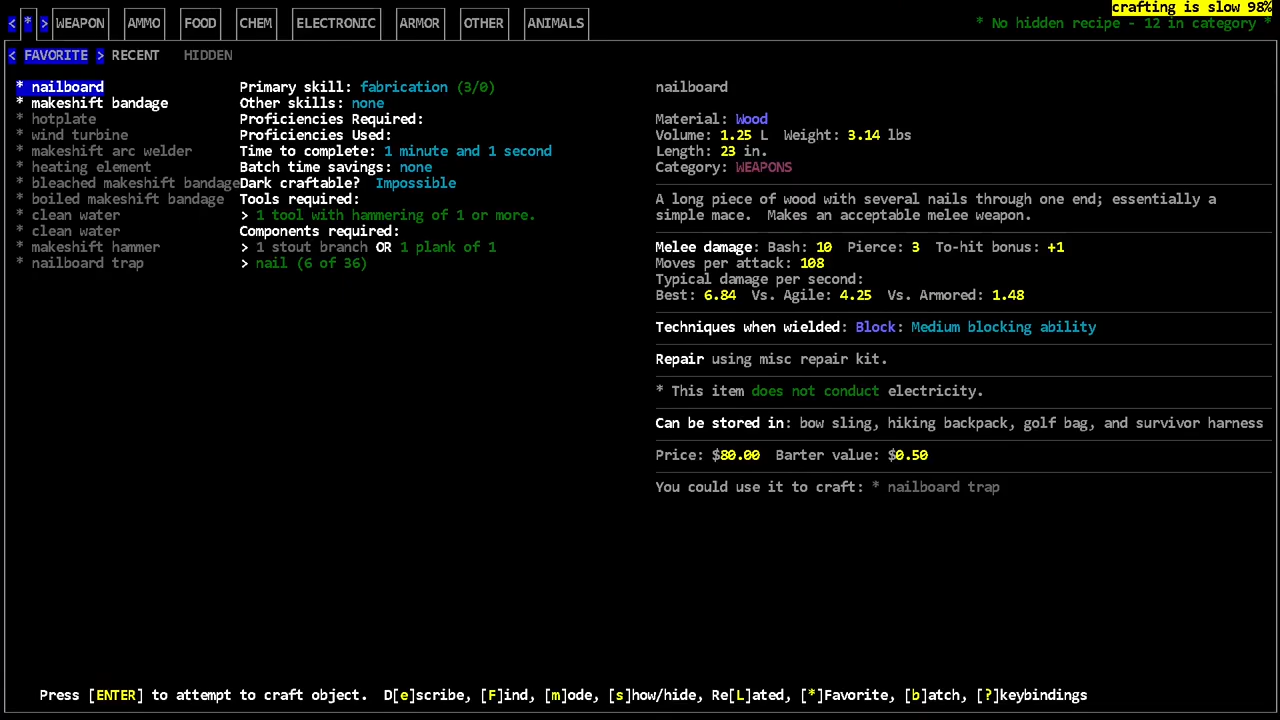 crafting is slow 98%
< * > WEAPON AMMO FOOD CHEM ELECTRONIC ARMOR OTHER ANIMALS
* No hidden recipe - 12 in category *
< FAVORITE > RECENT HIDDEN
* nailboard
* makeshift bandage
* hotplate
* wind turbine
* makeshift arc welder
* heating element
* bleached makeshift bandage
* boiled makeshift bandage
* clean water
* clean water
* makeshift hammer
* nailboard trap
Primary skill: fabrication (3/0)
Other skills: none
Proficiencies Required:
Proficiencies Used:
Time to complete: 1 minute and 1 second
Batch time savings: none
Dark craftable? Impossible
Tools required:
> 1 tool with hammering of 1 or more.
Components required:
> 1 stout branch OR 1 plank of 1
> nail (6 of 36)
nailboard
Material: Wood
Volume: 1.25 L Weight: 3.14 lbs
Length: 23 in.
Category: WEAPONS
A long piece of wood with several nails through one end; essentially a
simple mace. Makes an acceptable melee weapon.
Melee damage: Bash: 10 Pierce: 3 To-hit bonus: +1
Moves per attack: 108
Typical damage per second:
Best: 6.84 Vs. Agile: 4.25 Vs. Armored: 1.48
Techniques when wielded: Block: Medium blocking ability
Repair using misc repair kit.
* This item does not conduct electricity.
Can be stored in: bow sling, hiking backpack, golf bag, and survivor harness
Price: $80.00 Barter value: $0.50
You could use it to craft: * nailboard trap
Press [ENTER] to attempt to craft object. D[e]scribe, [F]ind, [m]ode, [s]how/hide, Re[L]ated, [*]Favorite, [b]atch, [?]keybindings